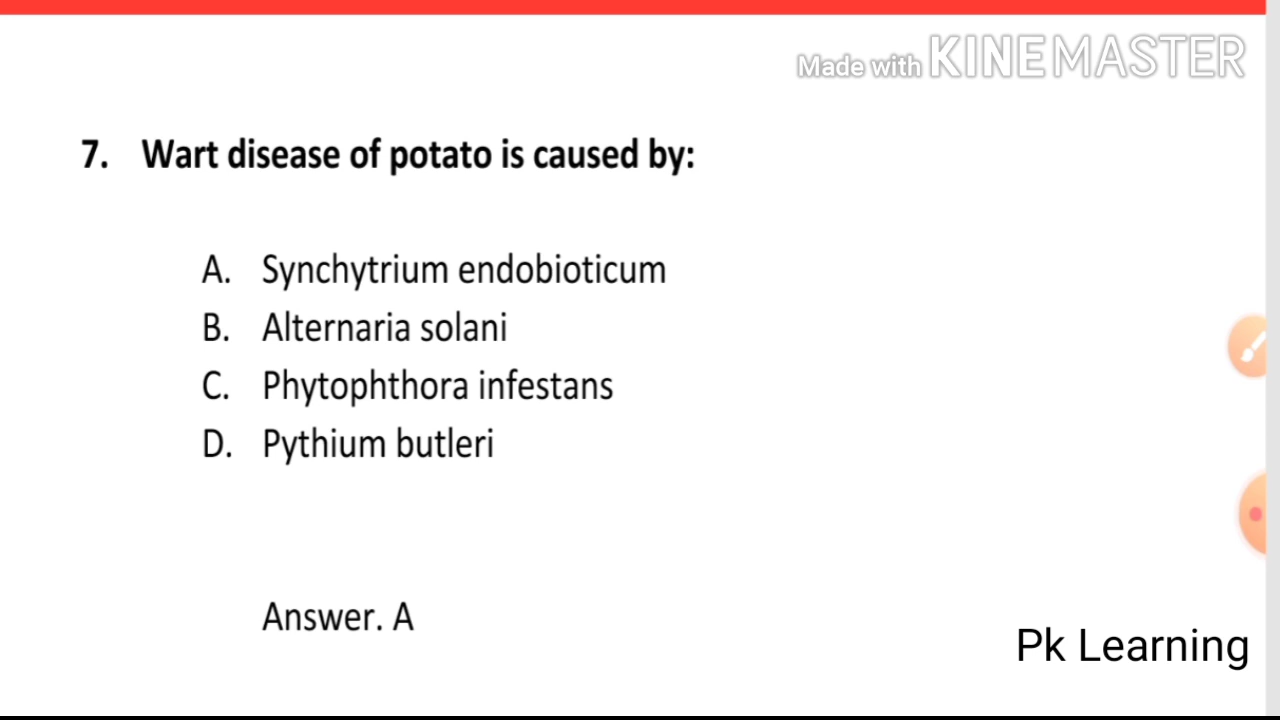 Made with KINEMASTER
7. Wart disease of potato is caused by:
A. Synchytrium endobioticum
B. Alternaria solani
C. Phytophthora infestans
D. Pythium butleri
Answer. A
Pk Learning